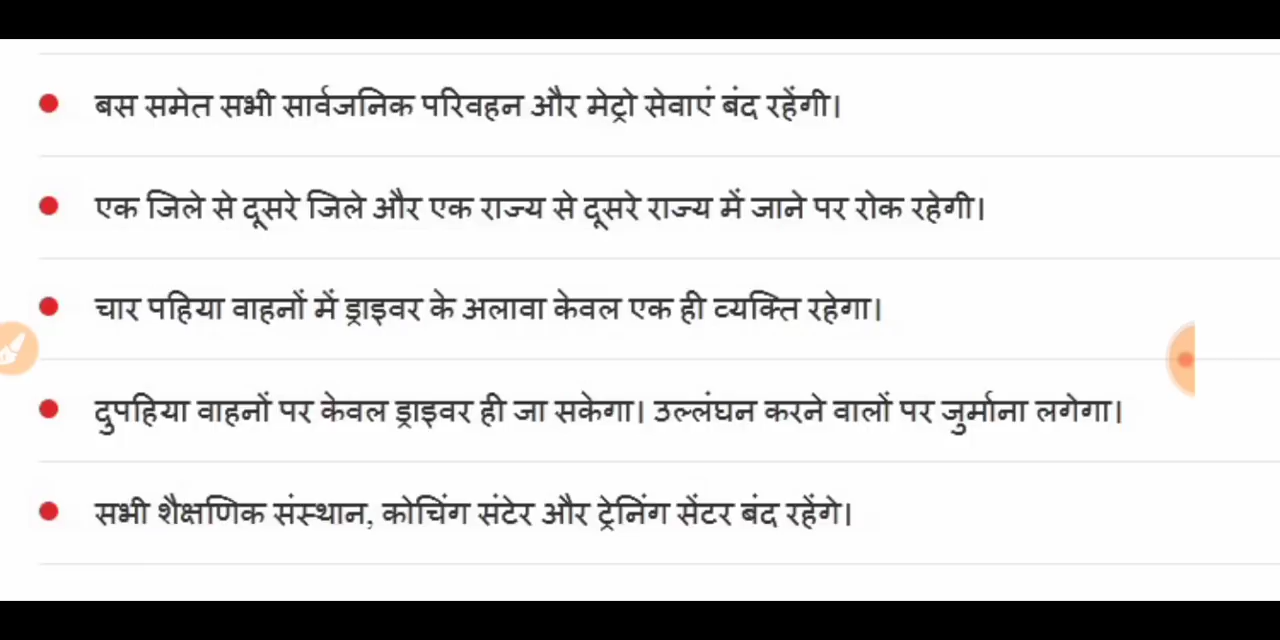 बस समेत सभी सार्वजनिक परिवहन और मेट्रो सेवाएं बंद रहेंगी।
एक जिले से दूसरे जिले और एक राज्य से दूसरे राज्य में जाने पर रोक रहेगी।
चार पहिया वाहनों में ड्राइवर के अलावा केवल एक ही व्यक्ति रहेगा।
दुपहिया वाहनों पर केवल ड्राइवर ही जा सकेगा। उल्लंघन करने वालों पर जुर्माना लगेगा।
सभी शैक्षणिक संस्थान, कोचिंग संटेर और ट्रेनिंग सेंटर बंद रहेंगे।